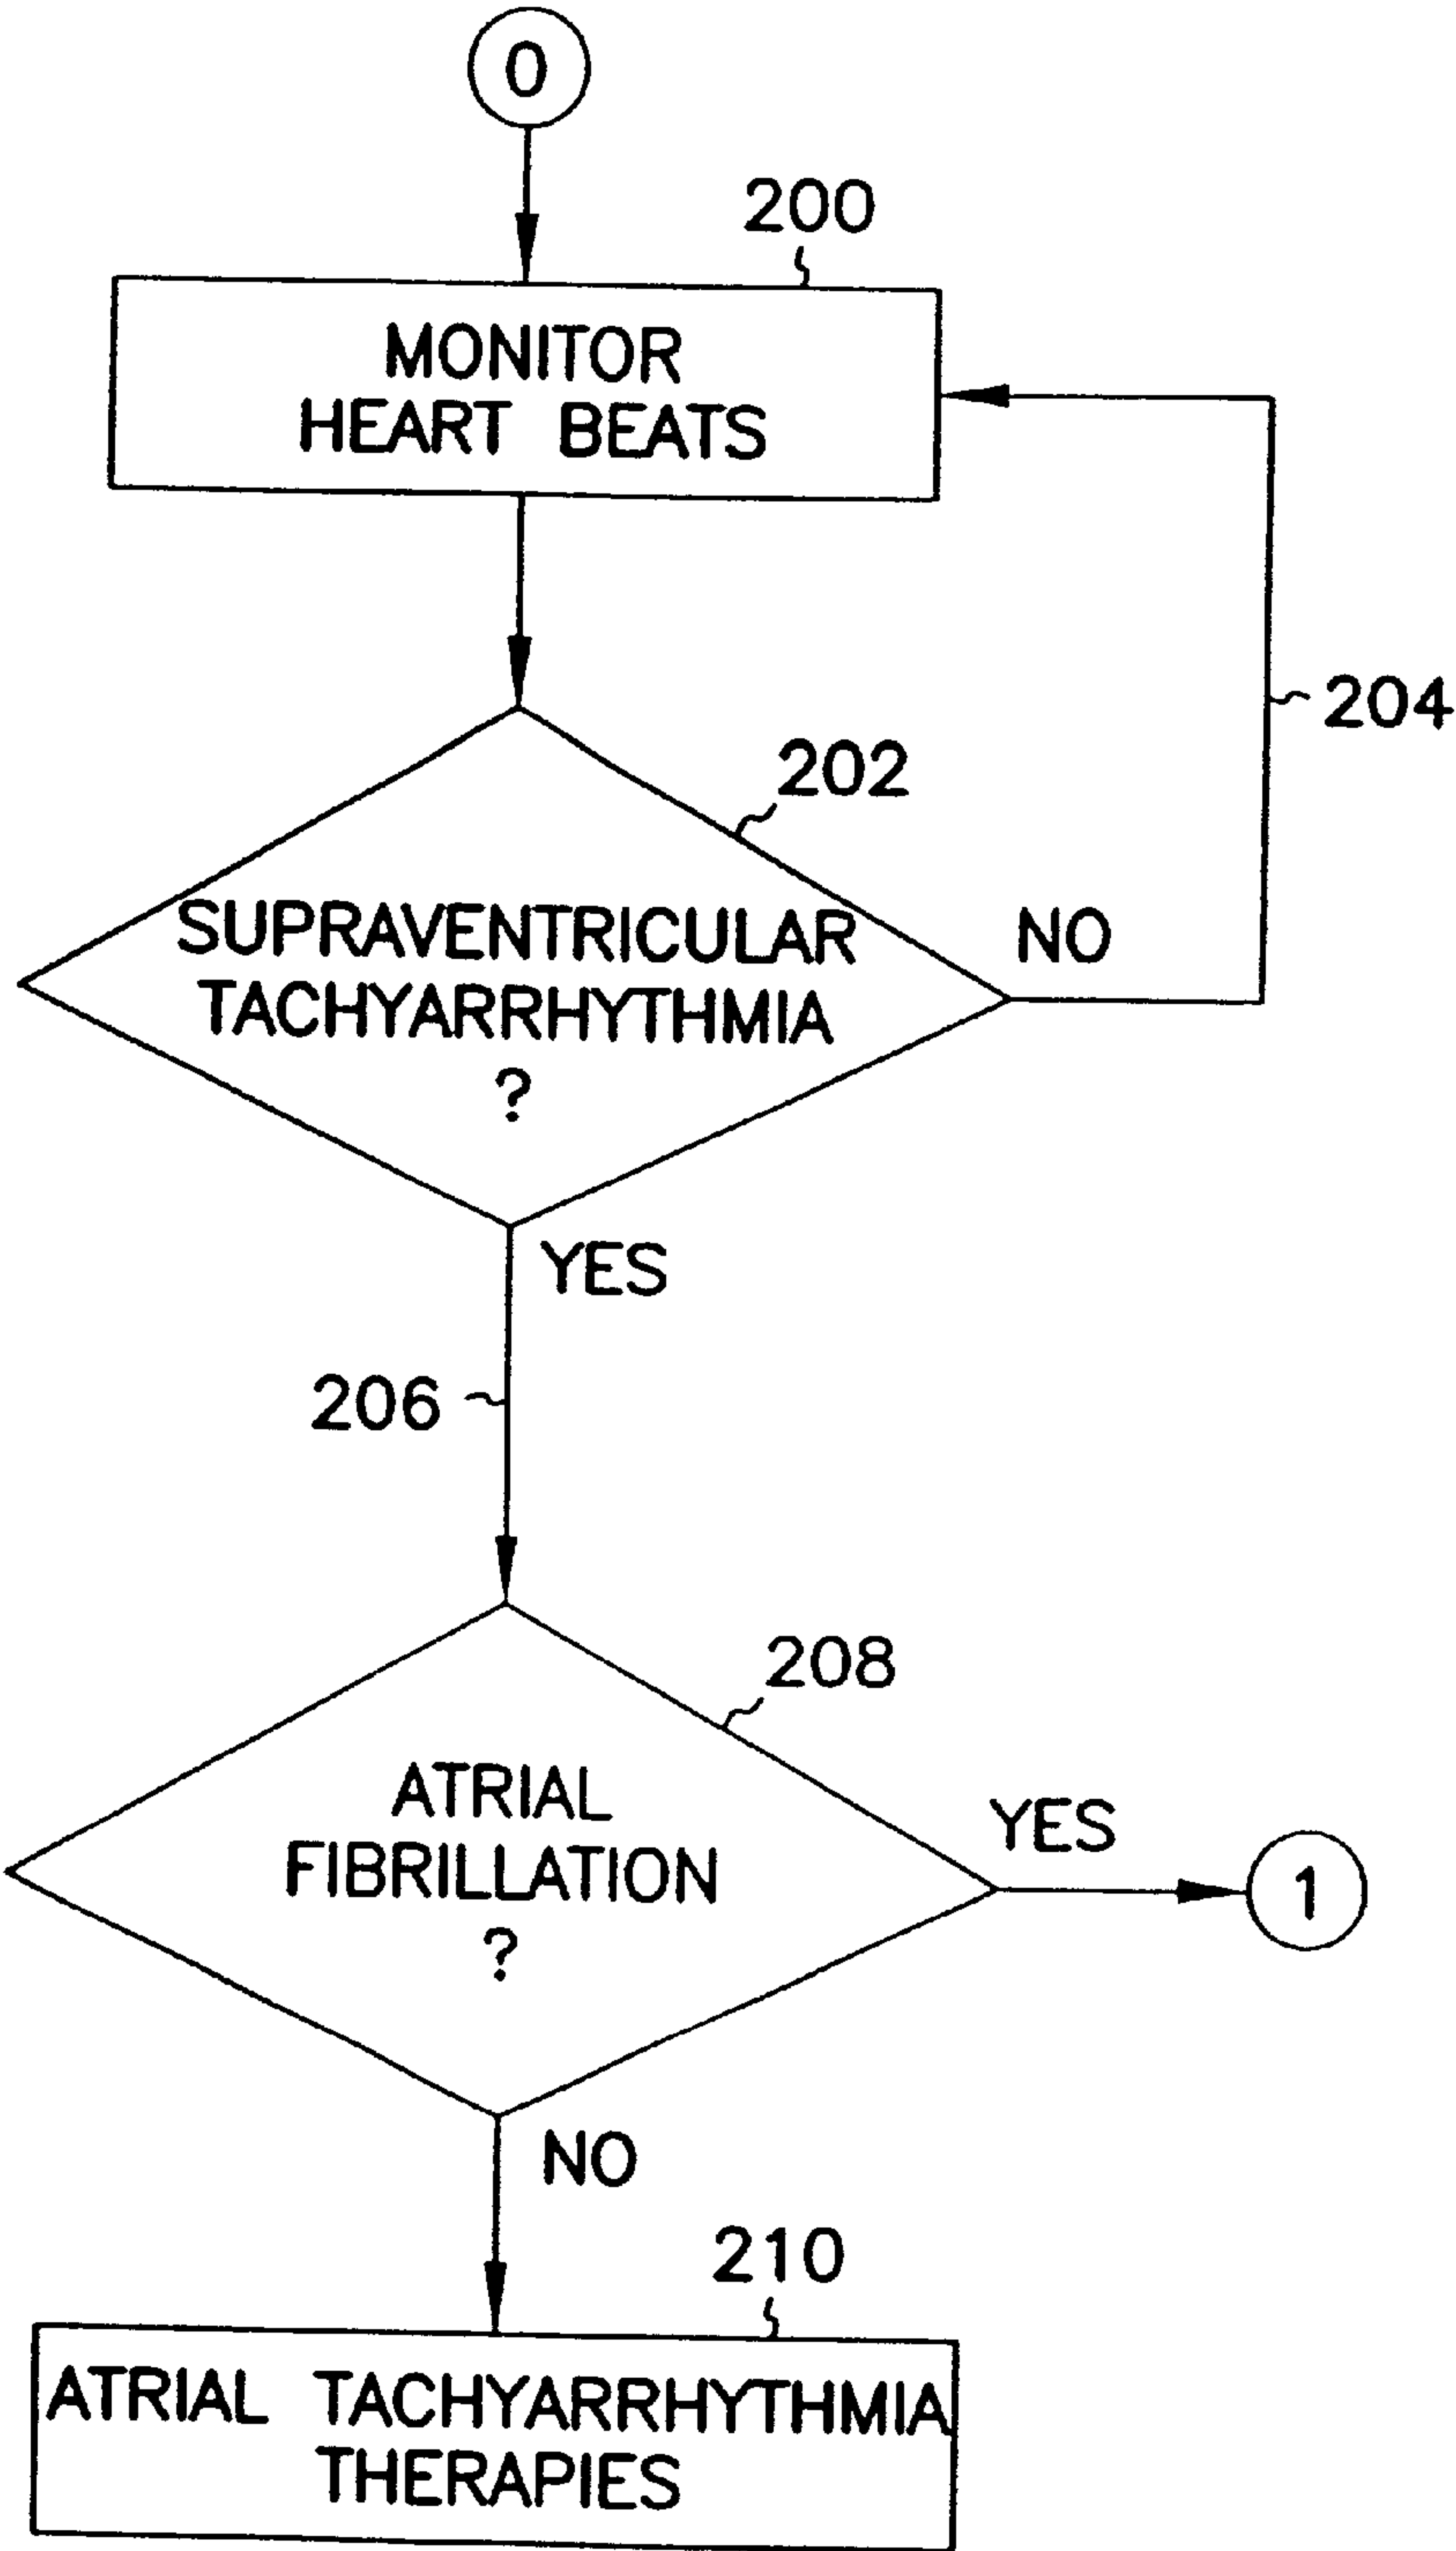 0
200
MONITOR
HEART BEATS
204
202
SUPRAVENTRICULAR
TACHYARRHYTHMIA
?
NO
YES
206
208
ATRIAL
FIBRILLATION
?
YES
1
NO
210
ATRIAL TACHYARRHYTHMIA
THERAPIES